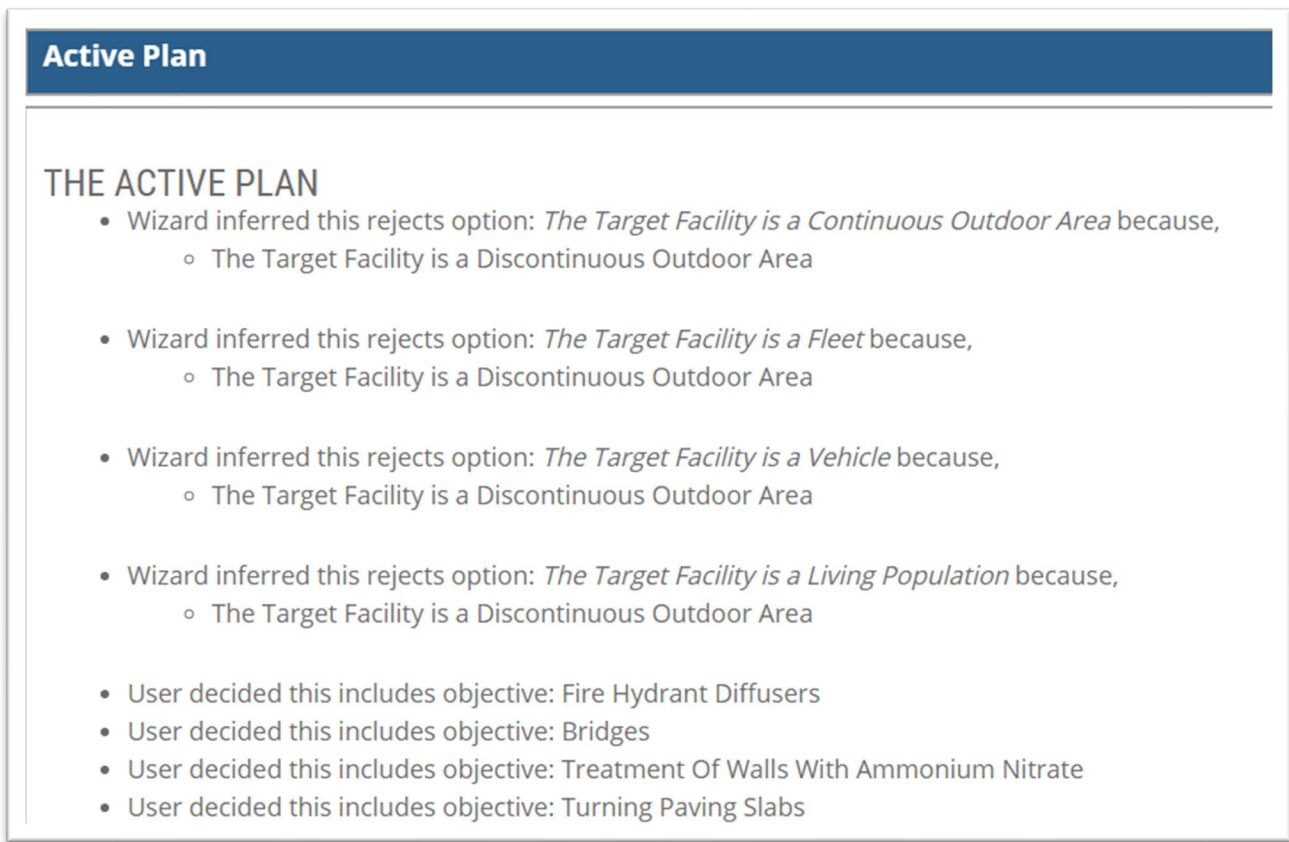 Active Plan
THE ACTIVE PLAN
• Wizard inferred this rejects option: The Target Facility is a Continuous Outdoor Area because,
◦ The Target Facility is a Discontinuous Outdoor Area
• Wizard inferred this rejects option: The Target Facility is a Fleet because,
◦ The Target Facility is a Discontinuous Outdoor Area
• Wizard inferred this rejects option: The Target Facility is a Vehicle because,
◦ The Target Facility is a Discontinuous Outdoor Area
• Wizard inferred this rejects option: The Target Facility is a Living Population because,
◦ The Target Facility is a Discontinuous Outdoor Area
• User decided this includes objective: Fire Hydrant Diffusers
• User decided this includes objective: Bridges
• User decided this includes objective: Treatment Of Walls With Ammonium Nitrate
• User decided this includes objective: Turning Paving Slabs